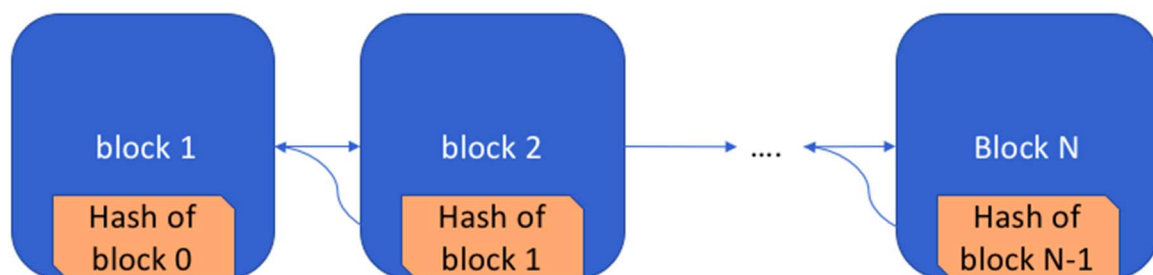 block 1
Hash of
block 0
block 2
Hash of
block 1
....
Block N
Hash of
block N-1